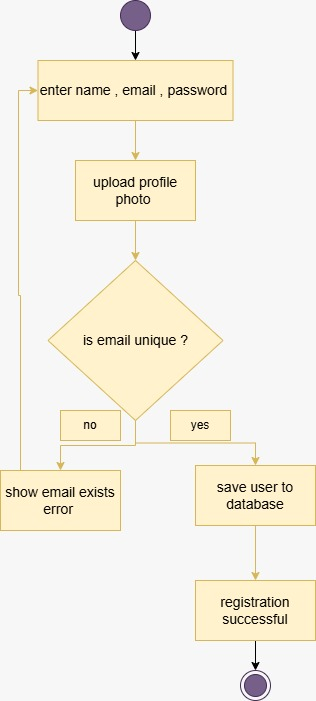 enter name , email , password
upload profile
photo
is email unique ?
no
yes
show email exists
error
save user to
database
registration
successful